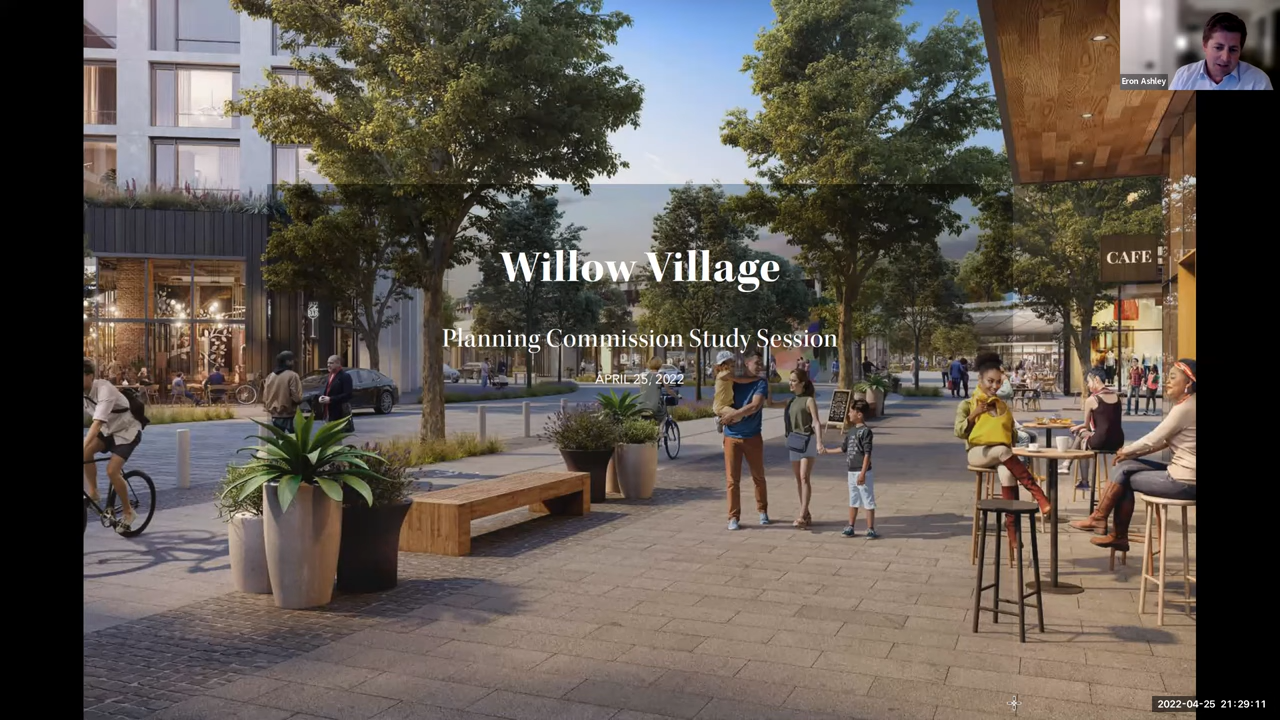 Eron Ashley
CAFE
Willow Village
Planning Commission Study Session
APRIL 25, 2022
2022-04-25 21:29:11